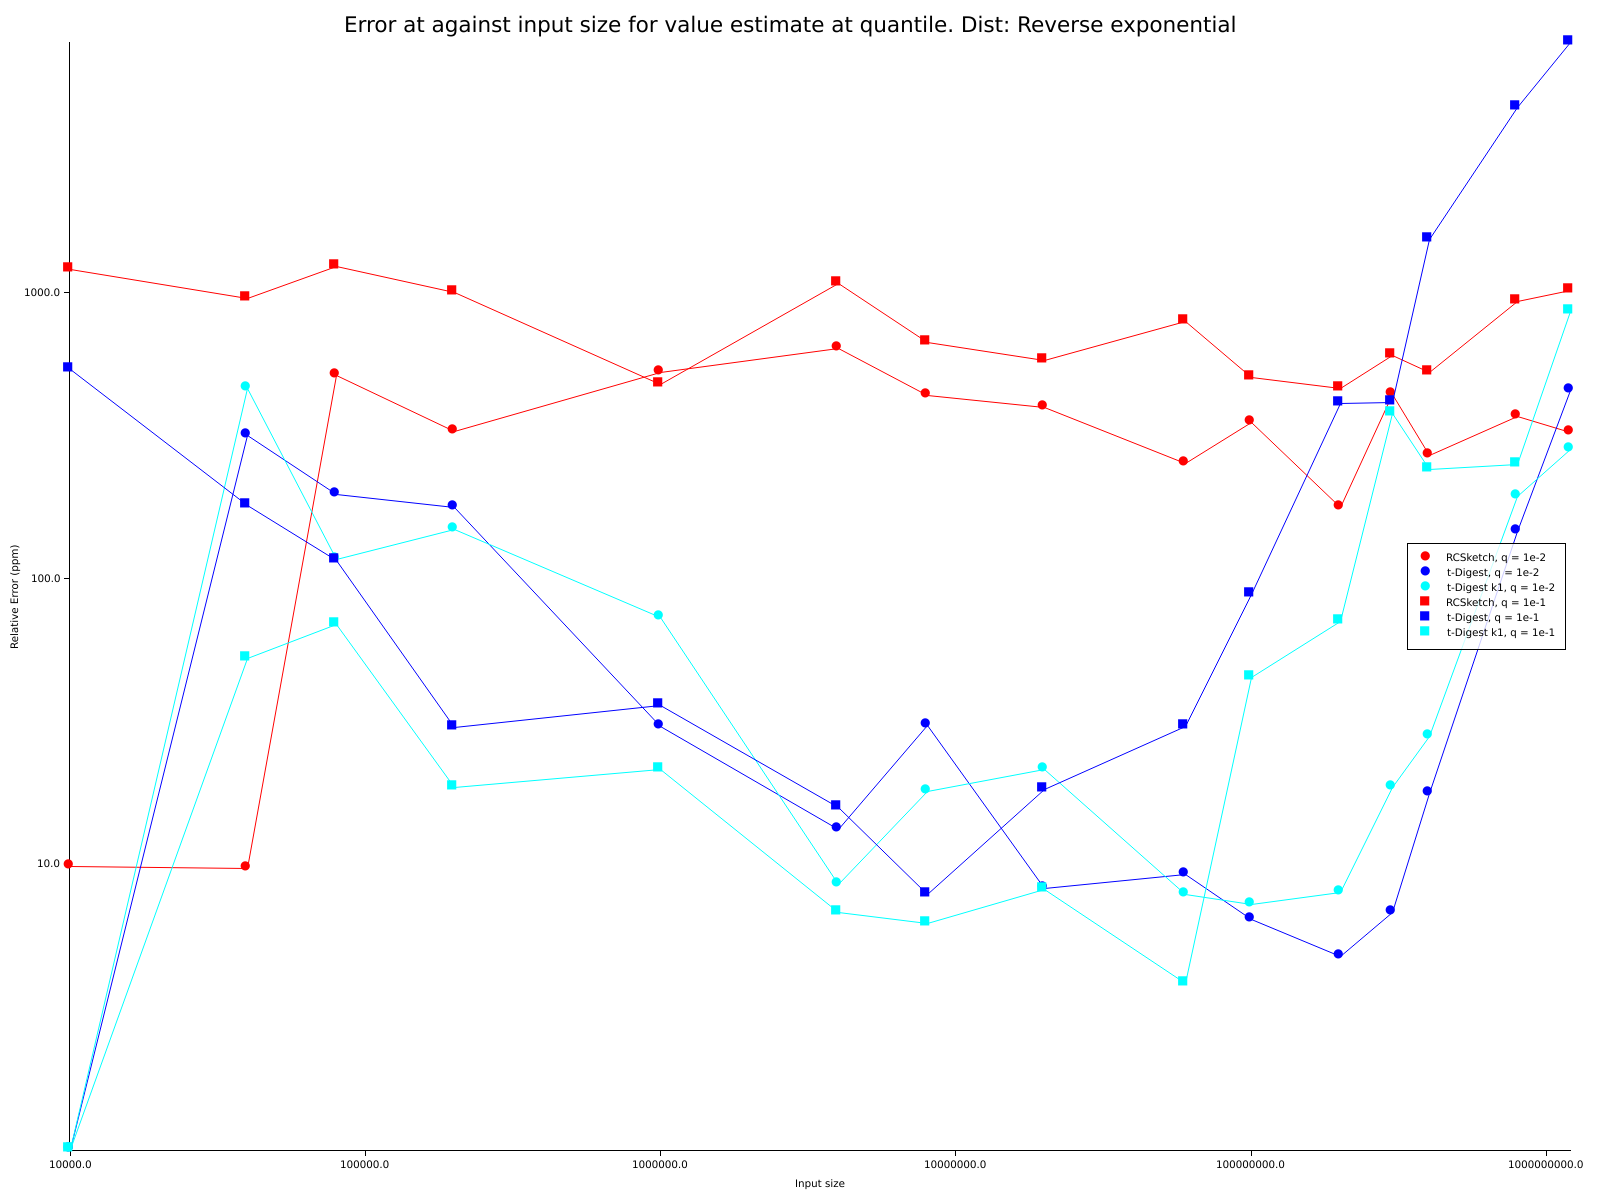 Error at against input size for value estimate at quantile. Dist: Reverse exponential
1000.0
100.0
10.0
Relative Error (ppm)
RCSketch, q = 1e-2
t-Digest, q = 1e-2
t-Digest k1, q = 1e-2
RCSketch, q = 1e-1
t-Digest, q = 1e-1
t-Digest k1, q = 1e-1
10000.0 100000.0 1000000.0 10000000.0 100000000.0 1000000000.0
Input size